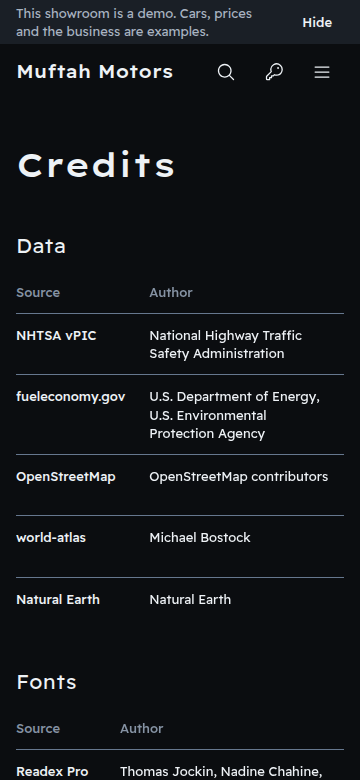 This showroom is a demo. Cars, prices
and the business are examples.
Hide
Muftah Motors
Credits
Data
Source Author
NHTSA vPIC National Highway Traffic
Safety Administration
fueleconomy.gov U.S. Department of Energy,
U.S. Environmental
Protection Agency
OpenStreetMap OpenStreetMap contributors
world-atlas Michael Bostock
Natural Earth Natural Earth
Fonts
Source Author
Readex Pro Thomas Jockin, Nadine Chahine,